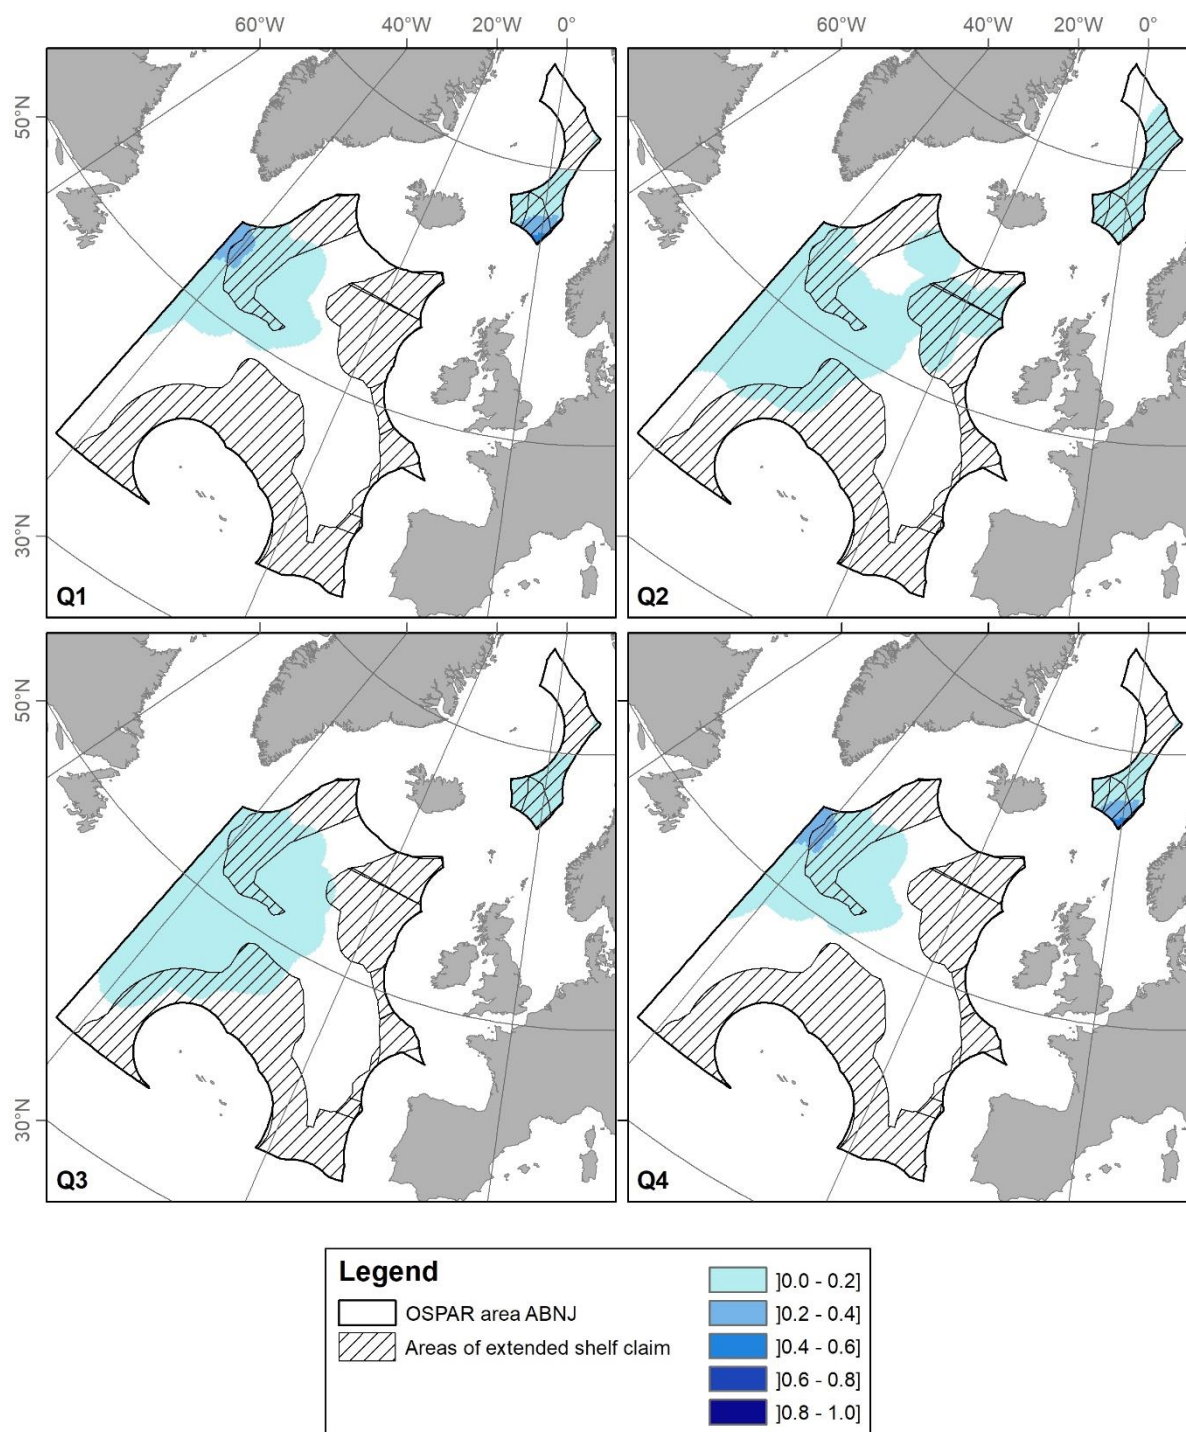 60°W 40°W 20°W 0° 60°W 40°W 20°W 0°
50°N
30°N
Q1 Q2
50°N
30°N
Q3 Q4
Legend
OSPAR area ABNJ
Areas of extended shelf claim
]0.0 - 0.2]
]0.2 - 0.4]
]0.4 - 0.6]
]0.6 - 0.8]
]0.8 - 1.0]